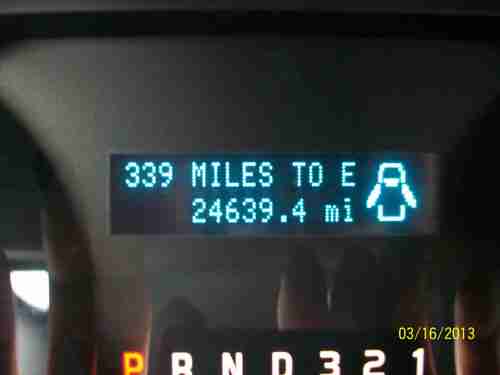 339 MILES TO E
24639.4 mi
03/16/2013
P R N D 3 2 1